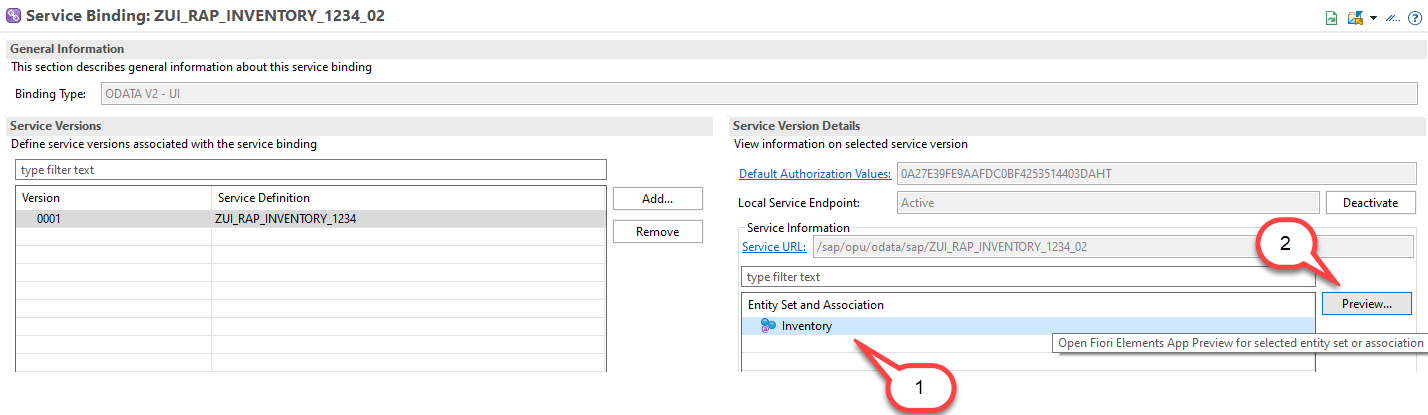 Service Binding: ZUI_RAP_INVENTORY_1234_02
General Information
This section describes general information about this service binding
Binding Type: ODATA V2 - UI
Service Versions
Define service versions associated with the service binding
type filter text
Version Service Definition
0001 ZUI_RAP_INVENTORY_1234
Add...
Remove
Service Version Details
View information on selected service version
Default Authorization Values: 0A27E39FE9AAFDC0BF4253514403DAHT
Local Service Endpoint: Active Deactivate
Service Information
Service URL: /sap/opu/odata/sap/ZUI_RAP_INVENTORY_1234_02
2
type filter text
Entity Set and Association
Preview...
Inventory
Open Fiori Elements App Preview for selected entity set or association
1